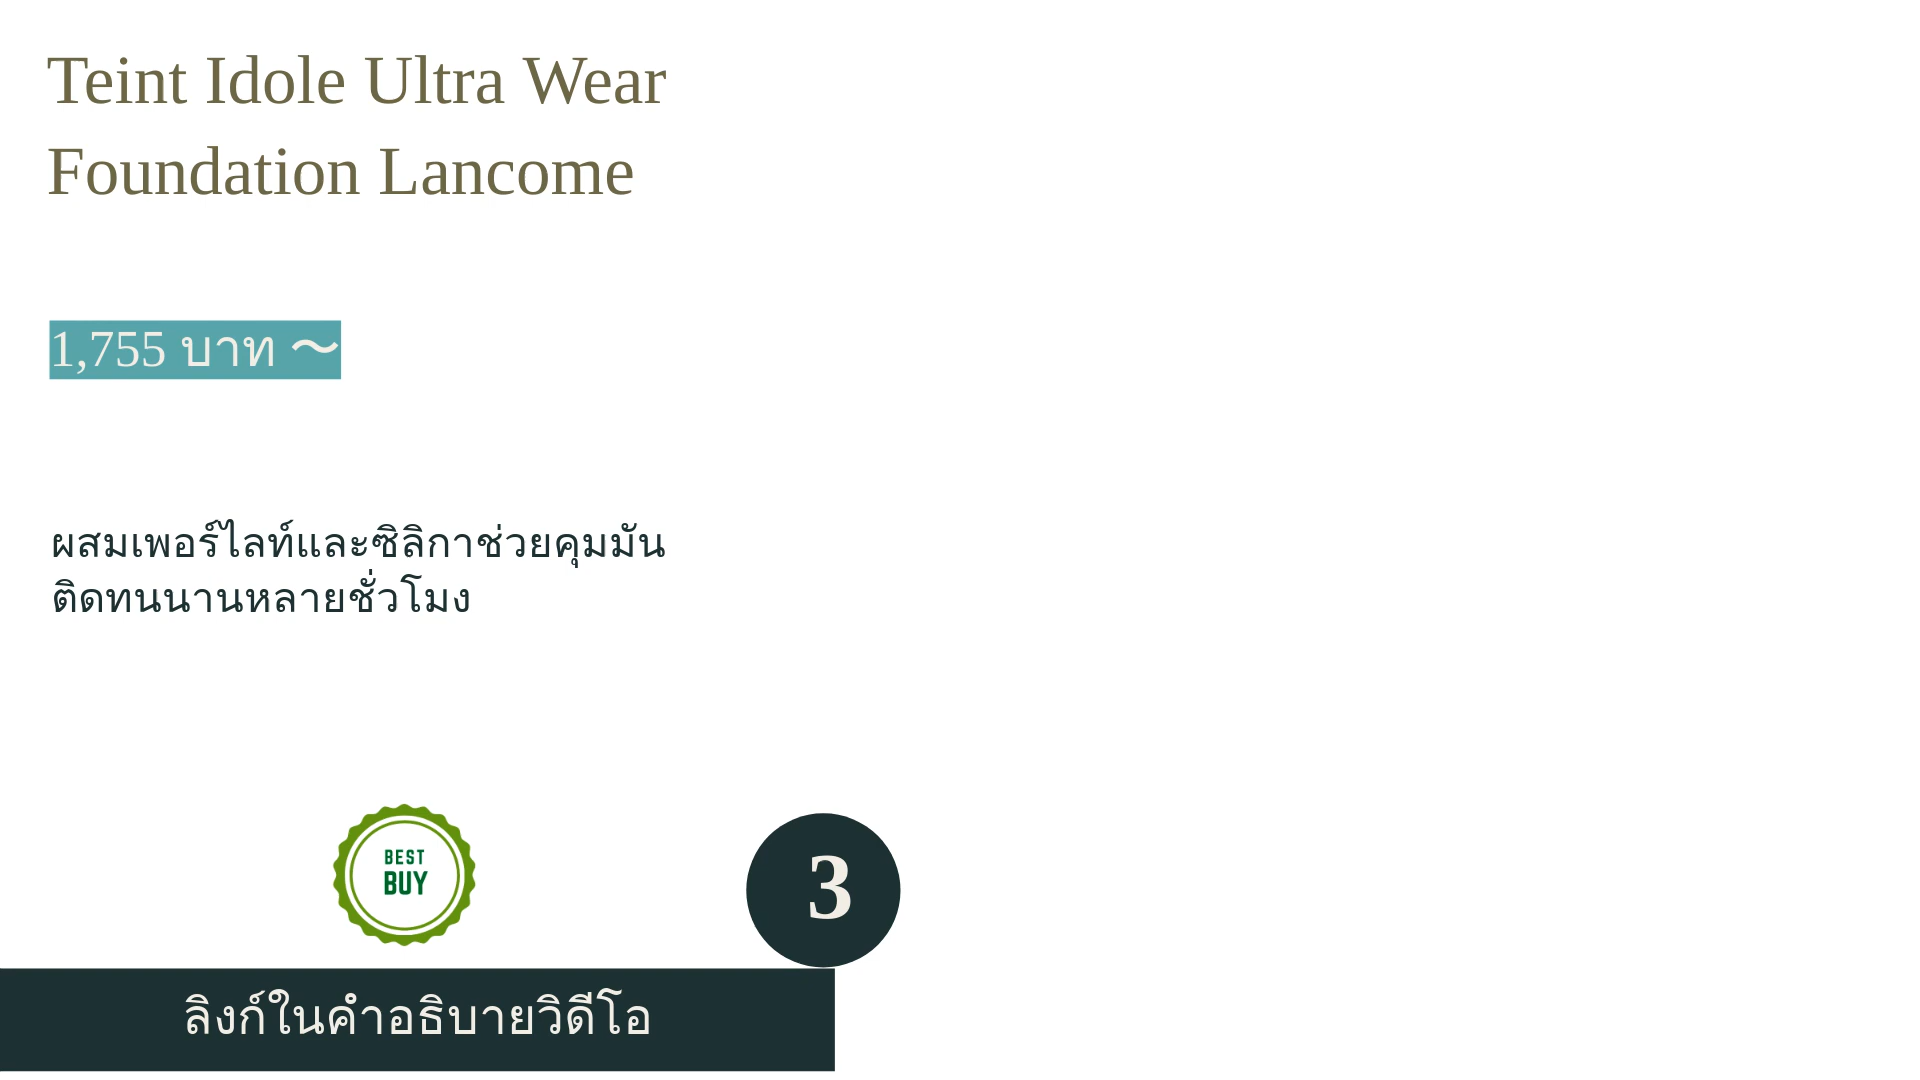 Teint Idole Ultra Wear
Foundation Lancome
1,755 บาท 〜
ผสมเพอร์ไลท์และซิลิกาช่วยคุมมัน
ติดทนนานหลายชั่วโมง
BEST
BUY
3
ลิงก์ในคำอธิบายวิดีโอ